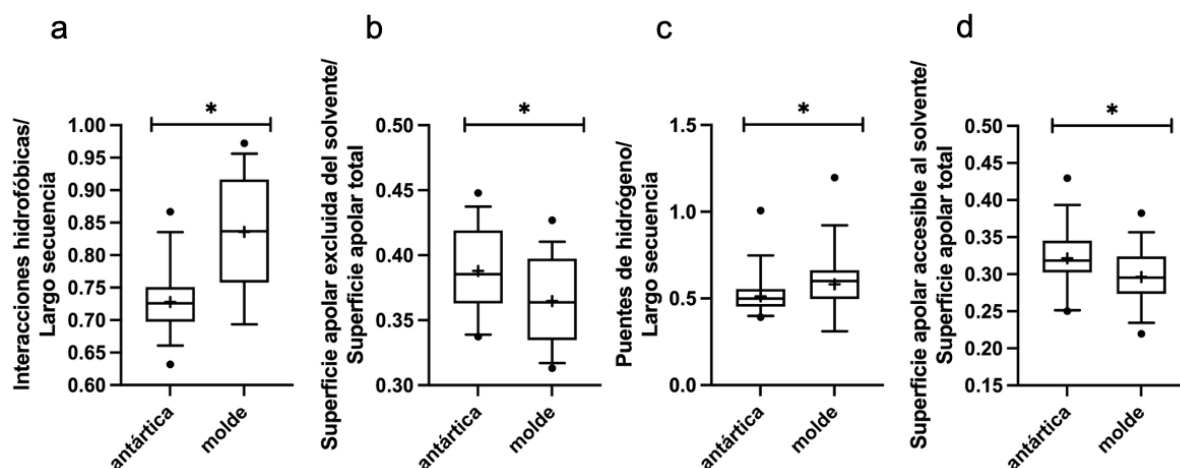 a
Interacciones hidrofóbicas/
Largo secuencia
*
1.00
0.95
0.90
0.85
0.80
0.75
0.70
0.65
0.60
antártica
molde
b
Superficie apolar excluida del solvente/
Superficie apolar total
*
0.50
0.45
0.40
0.35
0.30
antártica
molde
c
Puentes de hidrógeno/
Largo secuencia
*
1.5
1.0
0.5
0.0
antártica
molde
d
Superficie apolar accesible al solvente/
Superficie apolar total
*
0.50
0.45
0.40
0.35
0.30
0.25
0.20
0.15
antártica
molde